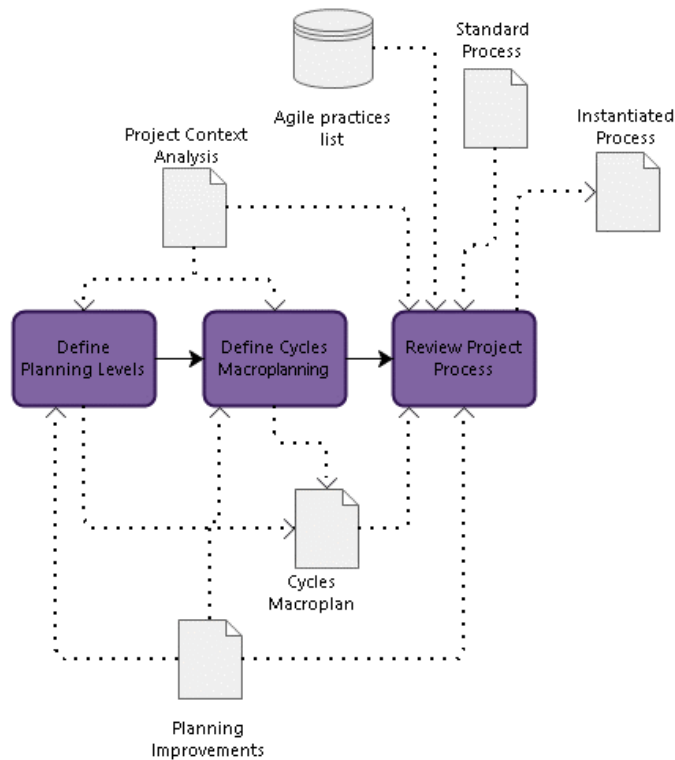 Standard
Process
Agile practices
list
Instantiated
Process
Project Context
Analysis
Define
Planning Levels
Define Cycles
Macroplanning
Review Project
Process
Cycles
Macroplan
Planning
Improvements